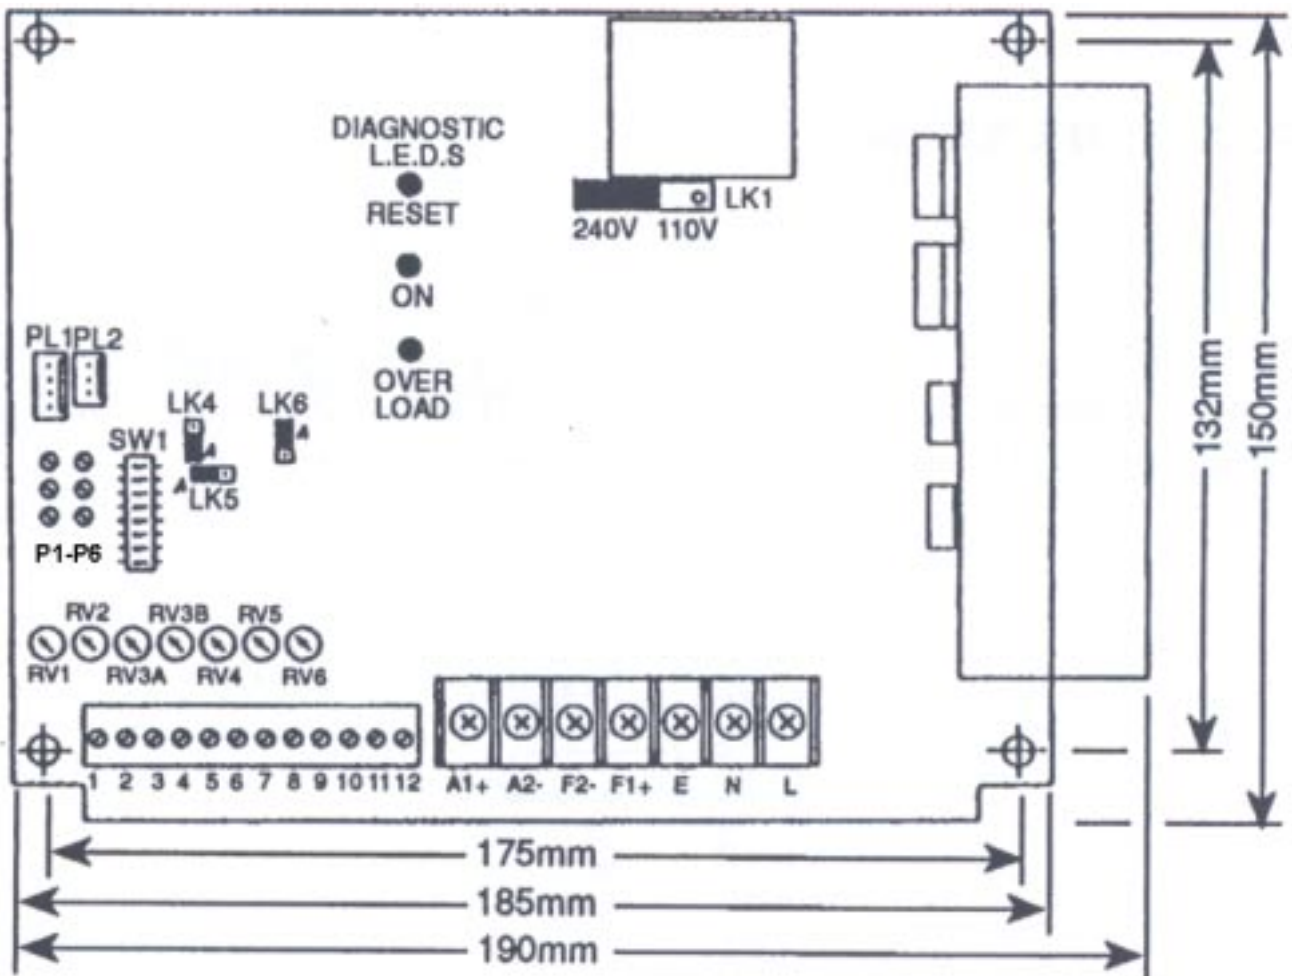 DIAGNOSTIC
L.E.D.S
RESET
LK1
240V 110V
ON
PL1 PL2
OVER
LOAD
LK4 LK6
SW1
LK5
P1-P6
RV2 RV3B RV5
RV1 RV3A RV4 RV6
1 2 3 4 5 6 7 8 9 10 11 12
A1+ A2- F2- F1+ E N L
132mm
150mm
175mm
185mm
190mm